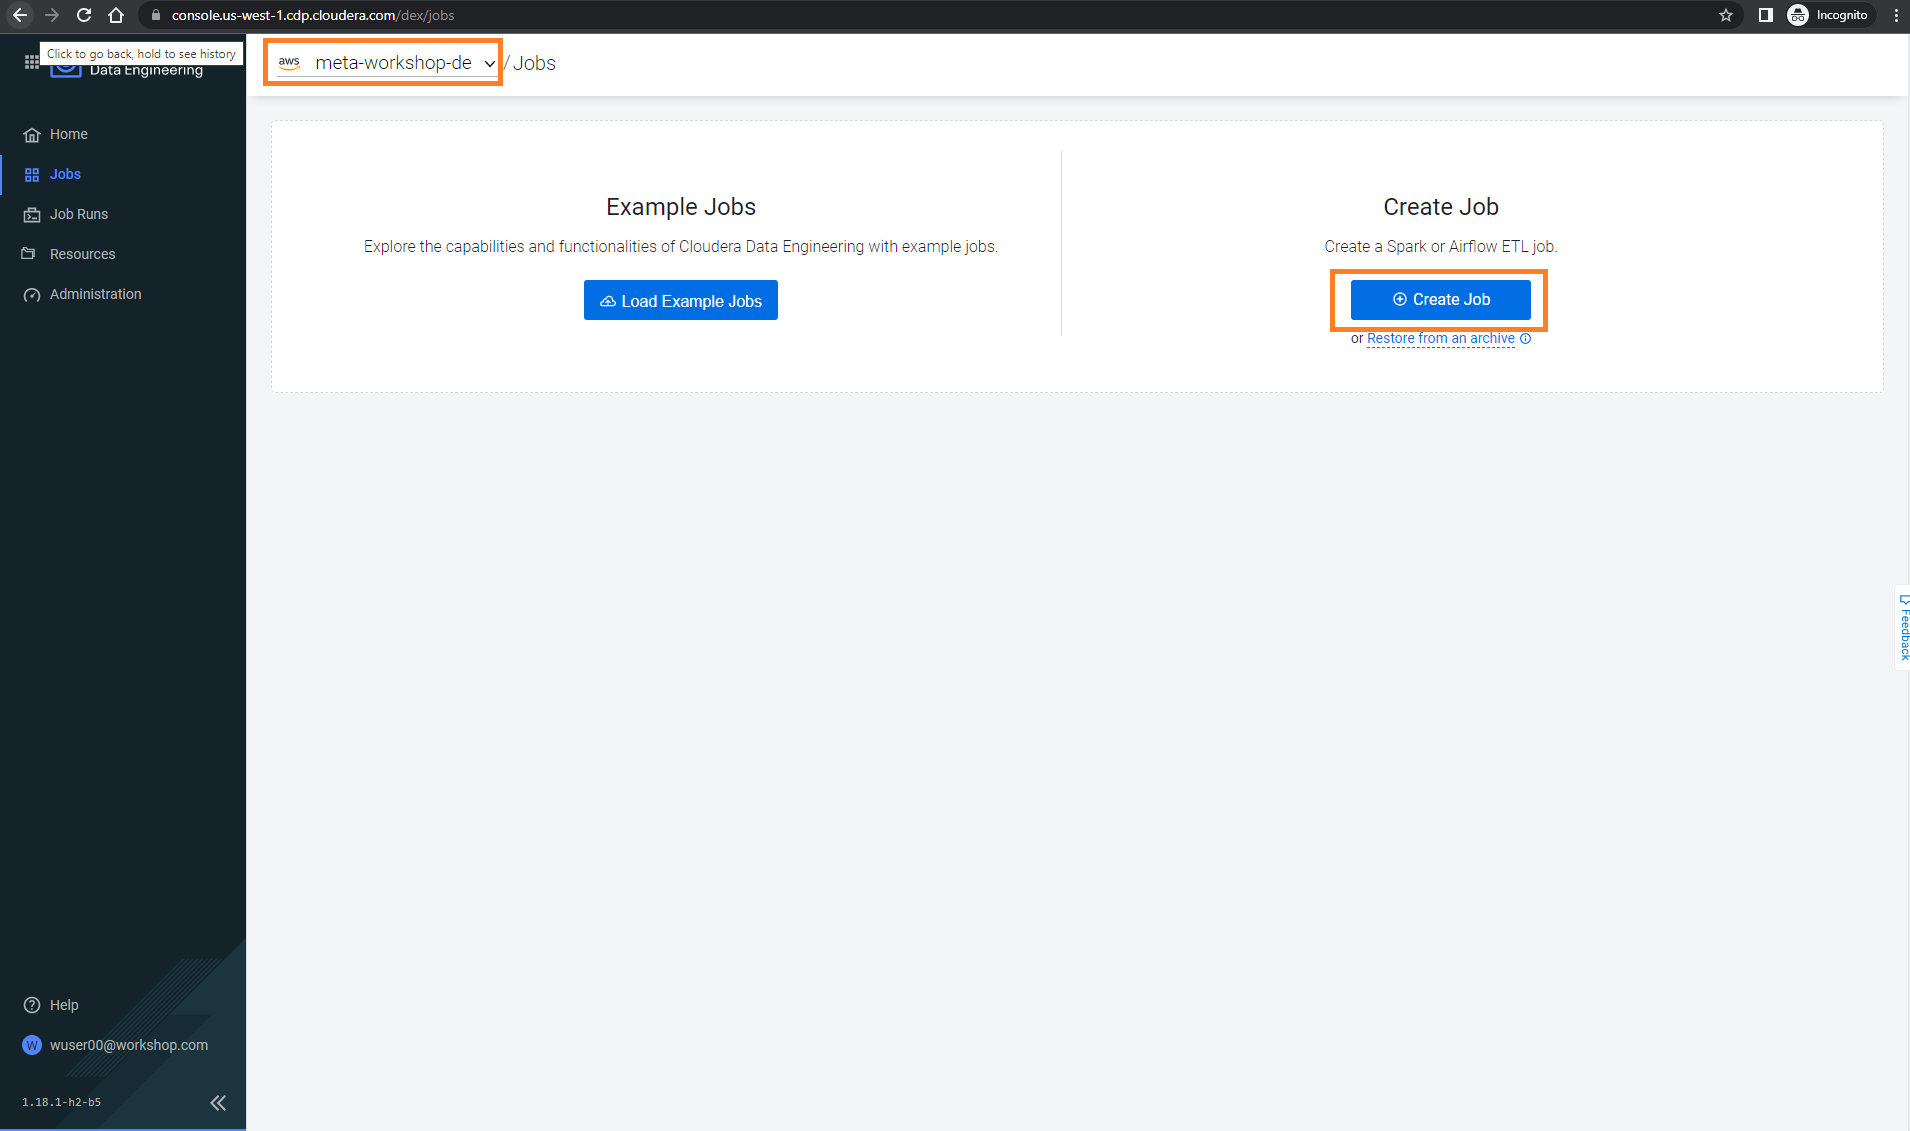 console.us-west-1.cdp.cloudera.com/dex/jobs
Incognito
Click to go back, hold to see history
Data Engineering
aws meta-workshop-de / Jobs
Home
Jobs
Job Runs
Resources
Administration
Example Jobs
Explore the capabilities and functionalities of Cloudera Data Engineering with example jobs.
Load Example Jobs
Create Job
Create a Spark or Airflow ETL job.
Create Job
or Restore from an archive
Feedback
Help
W wuser00@workshop.com
1.18.1-h2-b5